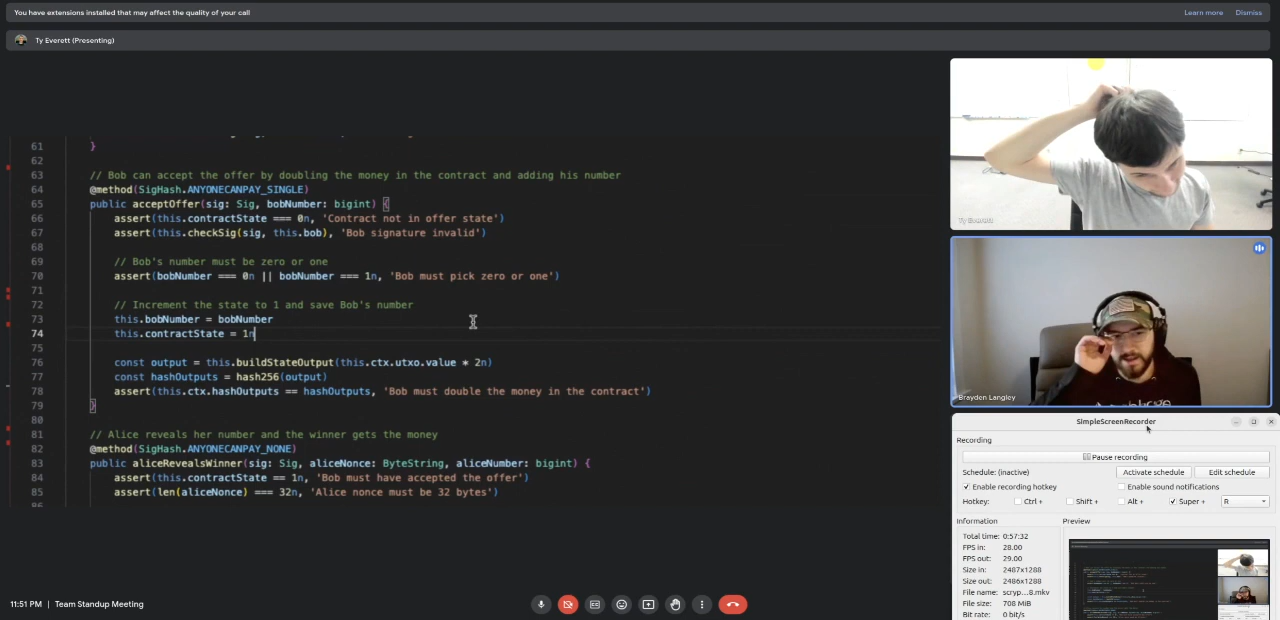 You have extensions installed that may affect the quality of your call
Learn more
Dismiss
Ty Everett (Presenting)
61 }
62
63 // Bob can accept the offer by doubling the money in the contract and adding his number
64 @method(SigHash.ANYONECANPAY_SINGLE)
65 public acceptOffer(sig: Sig, bobNumber: bigint) {
66 assert(this.contractState === 0n, 'Contract not in offer state')
67 assert(this.checkSig(sig, this.bob), 'Bob signature invalid')
68
69 // Bob's number must be zero or one
70 assert(bobNumber === 0n || bobNumber === 1n, 'Bob must pick zero or one')
71
72 // Increment the state to 1 and save Bob's number
73 this.bobNumber = bobNumber
74 this.contractState = 1n
75
76 const output = this.buildStateOutput(this.ctx.utxo.value * 2n)
77 const hashOutputs = hash256(output)
78 assert(this.ctx.hashOutputs == hashOutputs, 'Bob must double the money in the contract')
79 }
80
81 // Alice reveals her number and the winner gets the money
82 @method(SigHash.ANYONECANPAY_NONE)
83 public aliceRevealsWinner(sig: Sig, aliceNonce: ByteString, aliceNumber: bigint) {
84 assert(this.contractState == 1n, 'Bob must have accepted the offer')
85 assert(len(aliceNonce) === 32n, 'Alice nonce must be 32 bytes')
86
Ty Everett
Brayden Langley
SimpleScreenRecorder
Recording
Pause recording
Schedule: (inactive)
Activate schedule
Edit schedule
Enable recording hotkey
Enable sound notifications
Hotkey:
Ctrl +
Shift +
Alt +
Super +
R
Information
Preview
Total time: 0:57:32
FPS in: 28.00
FPS out: 29.00
Size in: 2487x1288
Size out: 2486x1288
File name: scryp...8.mkv
File size: 708 MiB
Bit rate: 0 bit/s
11:51 PM | Team Standup Meeting